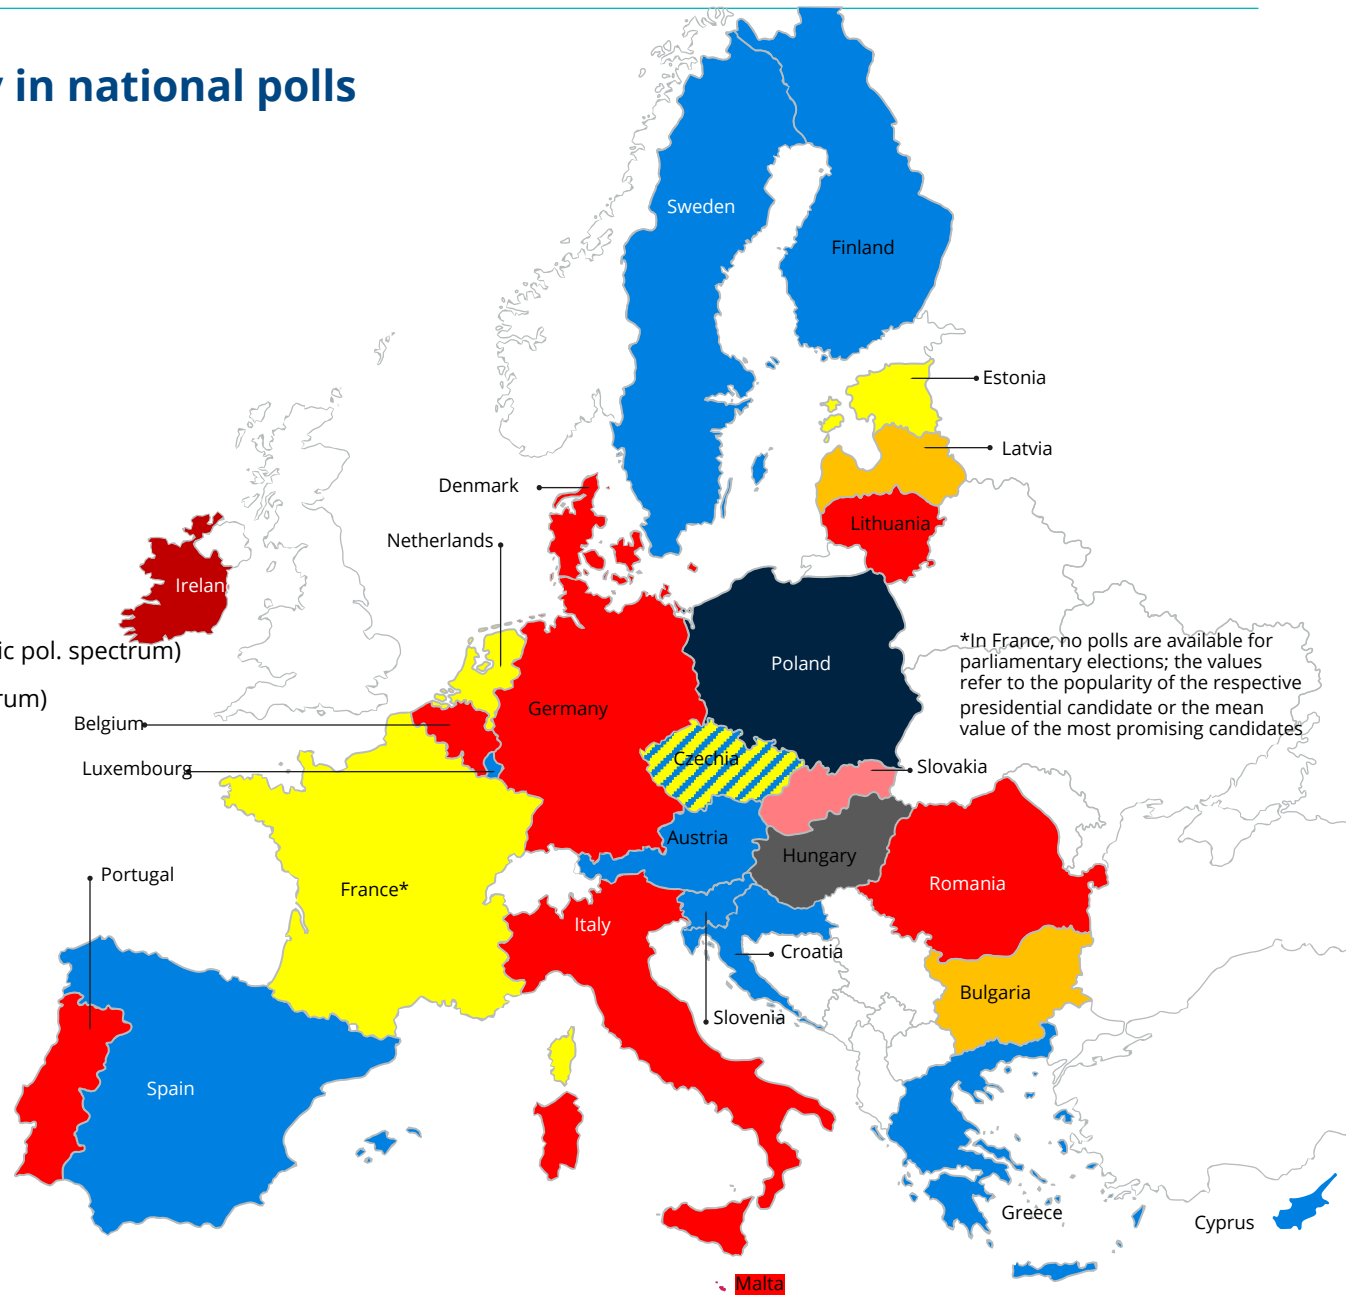 y in national polls
Sweden
Finland
Estonia
Latvia
Denmark
Lithuania
Netherlands
Irelan
ic pol. spectrum)
*In France, no polls are available for
parliamentary elections; the values
refer to the popularity of the respective
presidential candidate or the mean
value of the most promising candidates
Poland
rum)
Germany
Belgium
Czechia
Luxembourg
Slovakia
Austria
Hungary
Portugal
France*
Romania
Italy
Croatia
Bulgaria
Slovenia
Spain
Greece
Cyprus
Malta